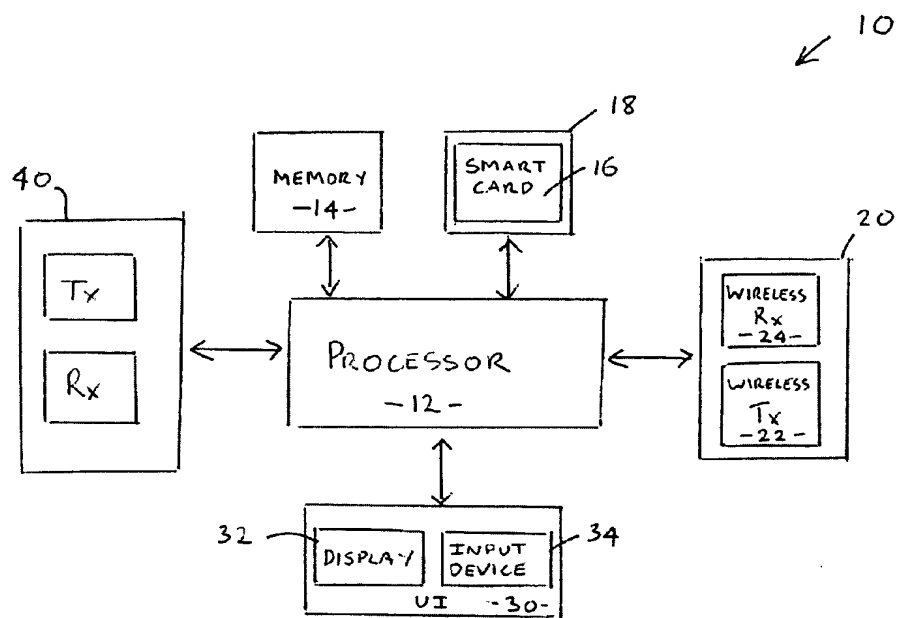 10
18
SMART
CARD
16
MEMORY
-14-
40
20
Tx
Rx
WIRELESS
Rx
-24-
WIRELESS
Tx
-22-
PROCESSOR
-12-
32
34
DISPLAY
INPUT
DEVICE
UI -30-